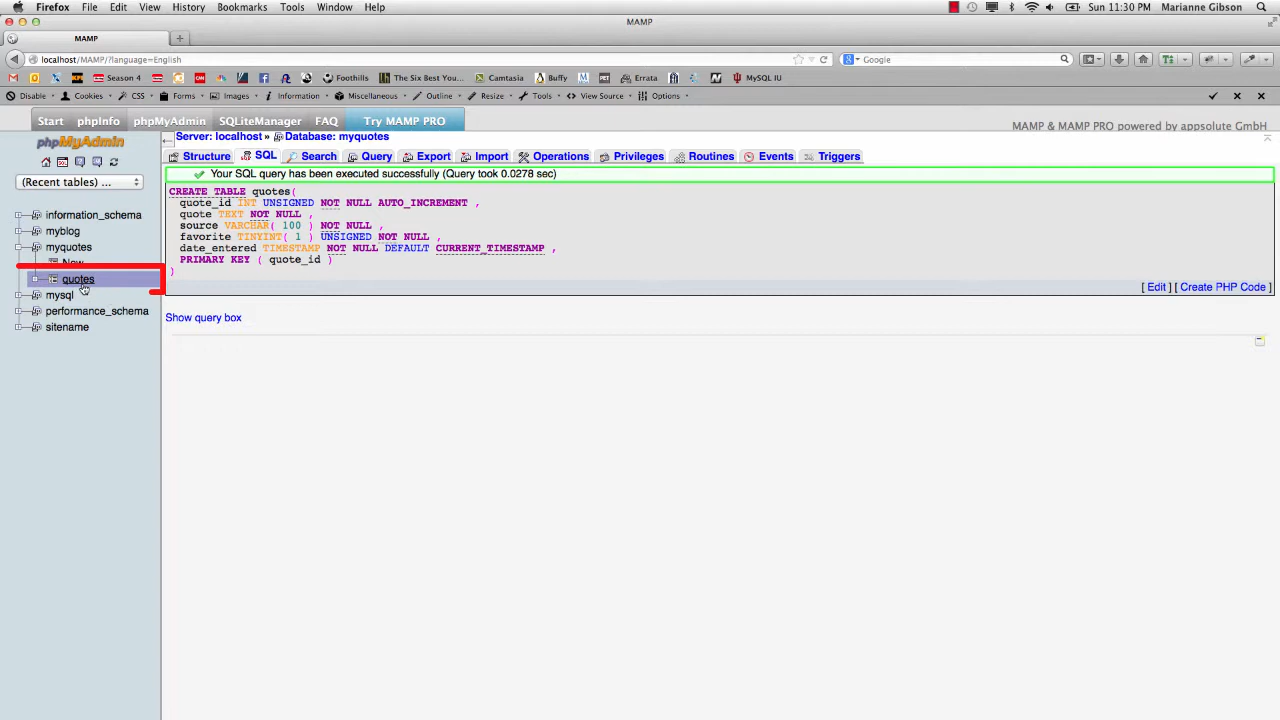 Firefox File Edit View History Bookmarks Tools Window Help Sun 11:30 PM Marianne Gibson
MAMP
MAMP
localhost/MAMP/?language=English Google
Season 4 Foothills The Six Best You... Camtasia Buffy PET Errata MySQL IU
Disable Cookies CSS Forms Images Information Miscellaneous Outline Resize Tools View Source Options
Start phpInfo phpMyAdmin SQLiteManager FAQ Try MAMP PRO MAMP & MAMP PRO powered by appsolute GmbH
phpMyAdmin
(Recent tables) ...
information_schema
myblog
myquotes
New
quotes
mysql
performance_schema
sitename
Server: localhost » Database: myquotes
Structure SQL Search Query Export Import Operations Privileges Routines Events Triggers
Your SQL query has been executed successfully (Query took 0.0278 sec)
CREATE TABLE quotes(
quote_id INT UNSIGNED NOT NULL AUTO_INCREMENT ,
quote TEXT NOT NULL ,
source VARCHAR( 100 ) NOT NULL ,
favorite TINYINT( 1 ) UNSIGNED NOT NULL ,
date_entered TIMESTAMP NOT NULL DEFAULT CURRENT_TIMESTAMP ,
PRIMARY KEY ( quote_id )
)
[ Edit ] [ Create PHP Code ]
Show query box